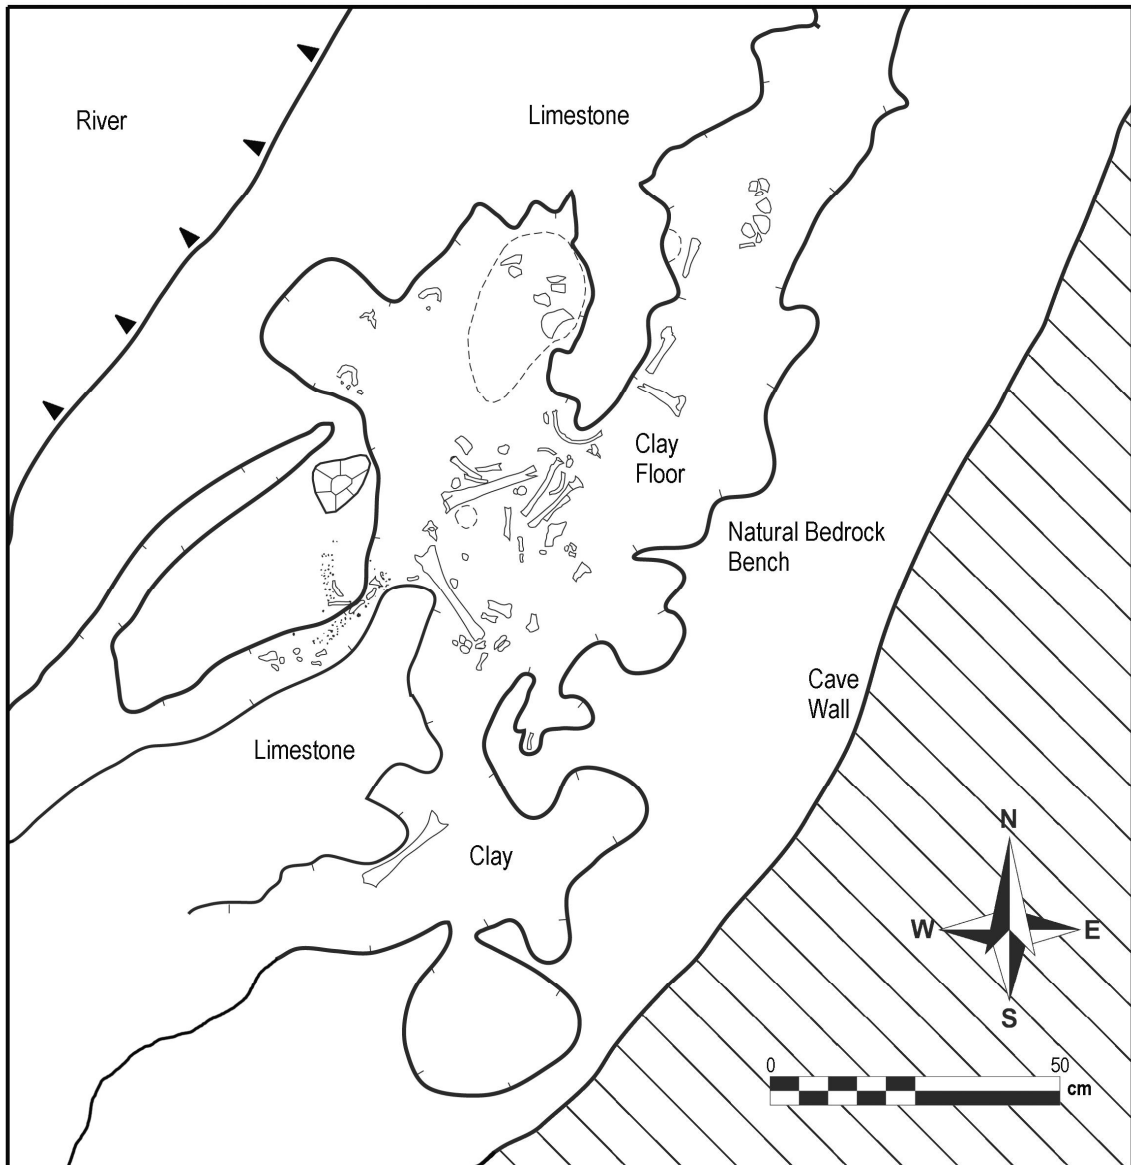 River
Limestone
Clay
Floor
Natural Bedrock
Bench
Cave
Wall
Limestone
Clay
N
W
E
S
0
50
cm